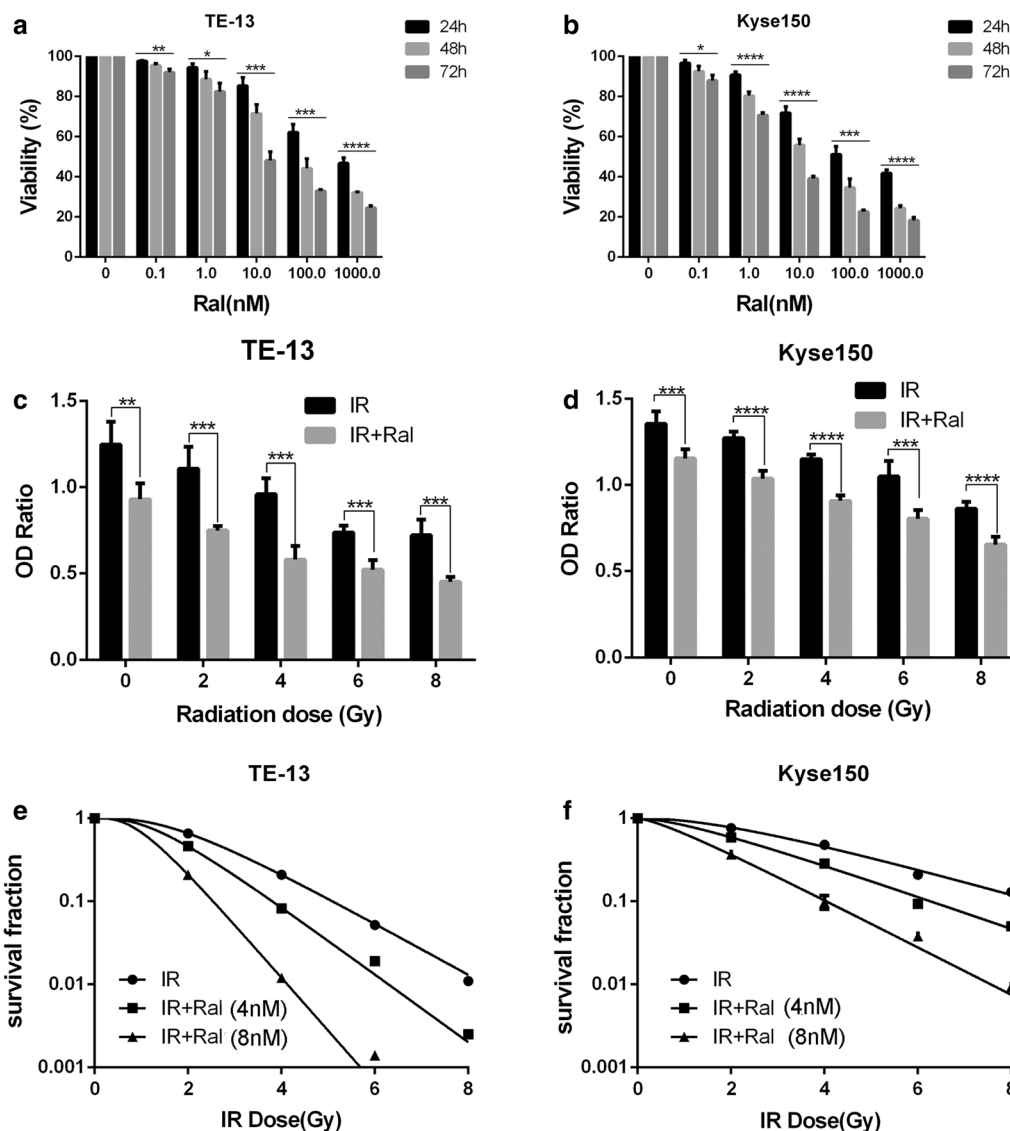 a
TE-13
24h
48h
72h
Viability (%)
100
80
60
40
20
0
**
*
***
***
****
0 0.1 1.0 10.0 100.0 1000.0
Ral(nM)
b
Kyse150
24h
48h
72h
Viability (%)
100
80
60
40
20
0
*
****
****
***
****
0 0.1 1.0 10.0 100.0 1000.0
Ral(nM)
c
TE-13
IR
IR+Ral
OD Ratio
1.5
1.0
0.5
0.0
**
***
***
***
***
0 2 4 6 8
Radiation dose (Gy)
d
Kyse150
IR
IR+Ral
OD Ratio
1.5
1.0
0.5
0.0
***
****
****
***
****
0 2 4 6 8
Radiation dose (Gy)
e
TE-13
survival fraction
1
0.1
0.01
0.001
IR
IR+Ral (4nM)
IR+Ral (8nM)
0 2 4 6 8
IR Dose(Gy)
f
Kyse150
survival fraction
1
0.1
0.01
0.001
IR
IR+Ral (4nM)
IR+Ral (8nM)
0 2 4 6 8
IR Dose(Gy)